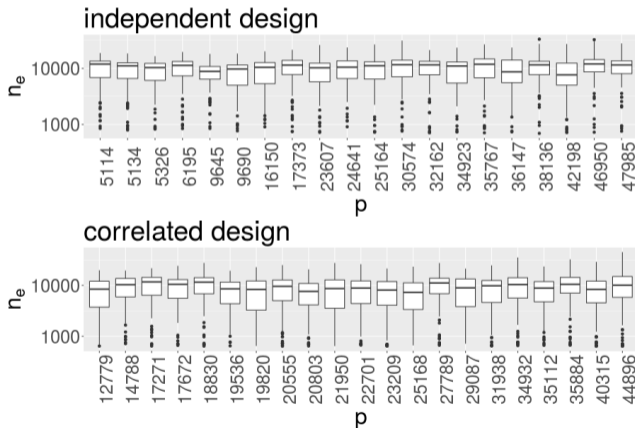 independent design
10000
1000
nₑ
5114 5134 5326 6195 9645 9690 16150 17373 23607 24641 25164 30574 32162 34923 35767 36147 38136 42198 46950 47985
p
correlated design
10000
1000
nₑ
12779 14788 17271 17672 18830 19536 19820 20555 20803 21950 22701 23209 25168 27789 29087 31938 34932 35112 35884 40315 44896
p